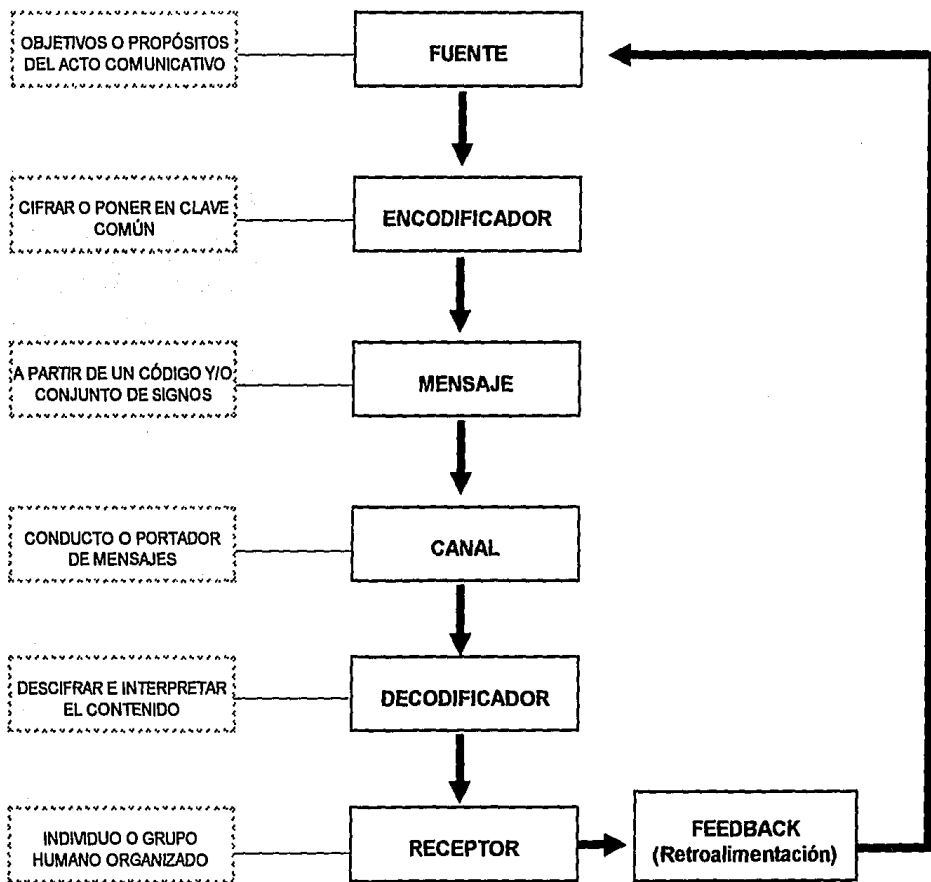 OBJETIVOS O PROPÓSITOS
DEL ACTO COMUNICATIVO
FUENTE
CIFRAR O PONER EN CLAVE
COMÚN
ENCODIFICADOR
A PARTIR DE UN CÓDIGO Y/O
CONJUNTO DE SIGNOS
MENSAJE
CONDUCTO O PORTADOR
DE MENSAJES
CANAL
DESCIFRAR E INTERPRETAR
EL CONTENIDO
DECODIFICADOR
INDIVIDUO O GRUPO
HUMANO ORGANIZADO
RECEPTOR
FEEDBACK
(Retroalimentación)